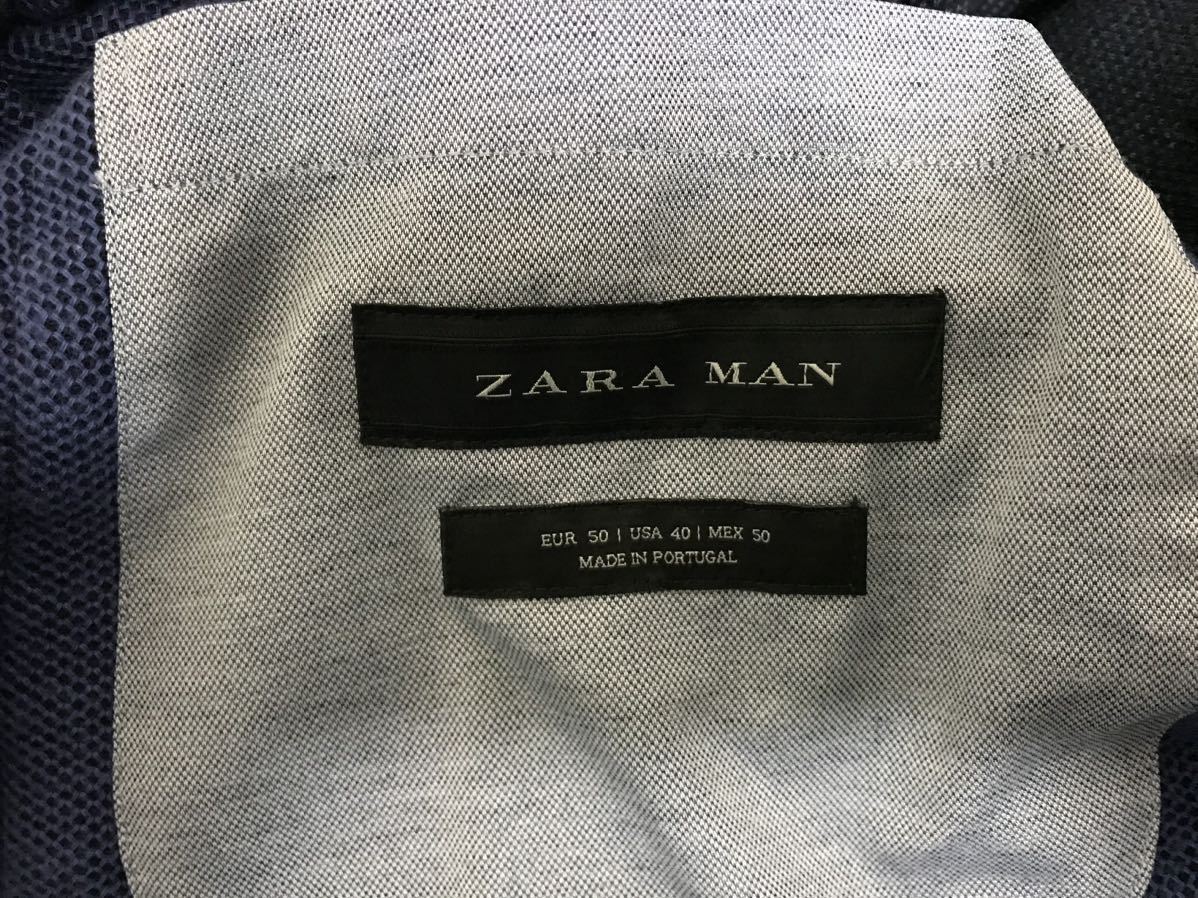 ZARA MAN
EUR 50 | USA 40 | MEX 50
MADE IN PORTUGAL